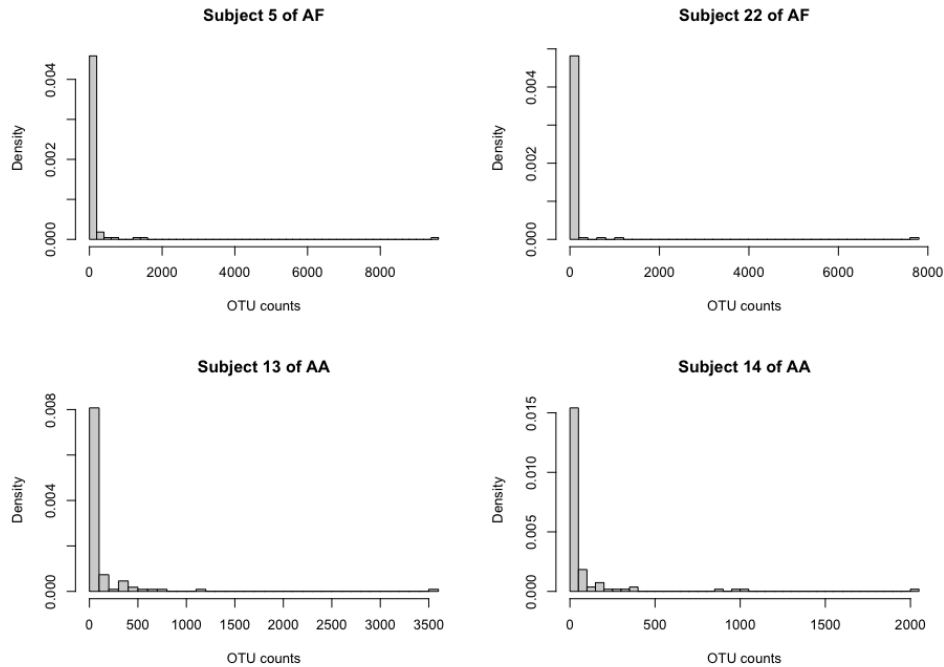 Subject 5 of AF
Density
0.000 0.002 0.004
0 2000 4000 6000 8000
OTU counts
Subject 22 of AF
Density
0.000 0.002 0.004
0 2000 4000 6000 8000
OTU counts
Subject 13 of AA
Density
0.000 0.004 0.008
0 500 1000 1500 2000 2500 3000 3500
OTU counts
Subject 14 of AA
Density
0.000 0.005 0.010 0.015
0 500 1000 1500 2000
OTU counts